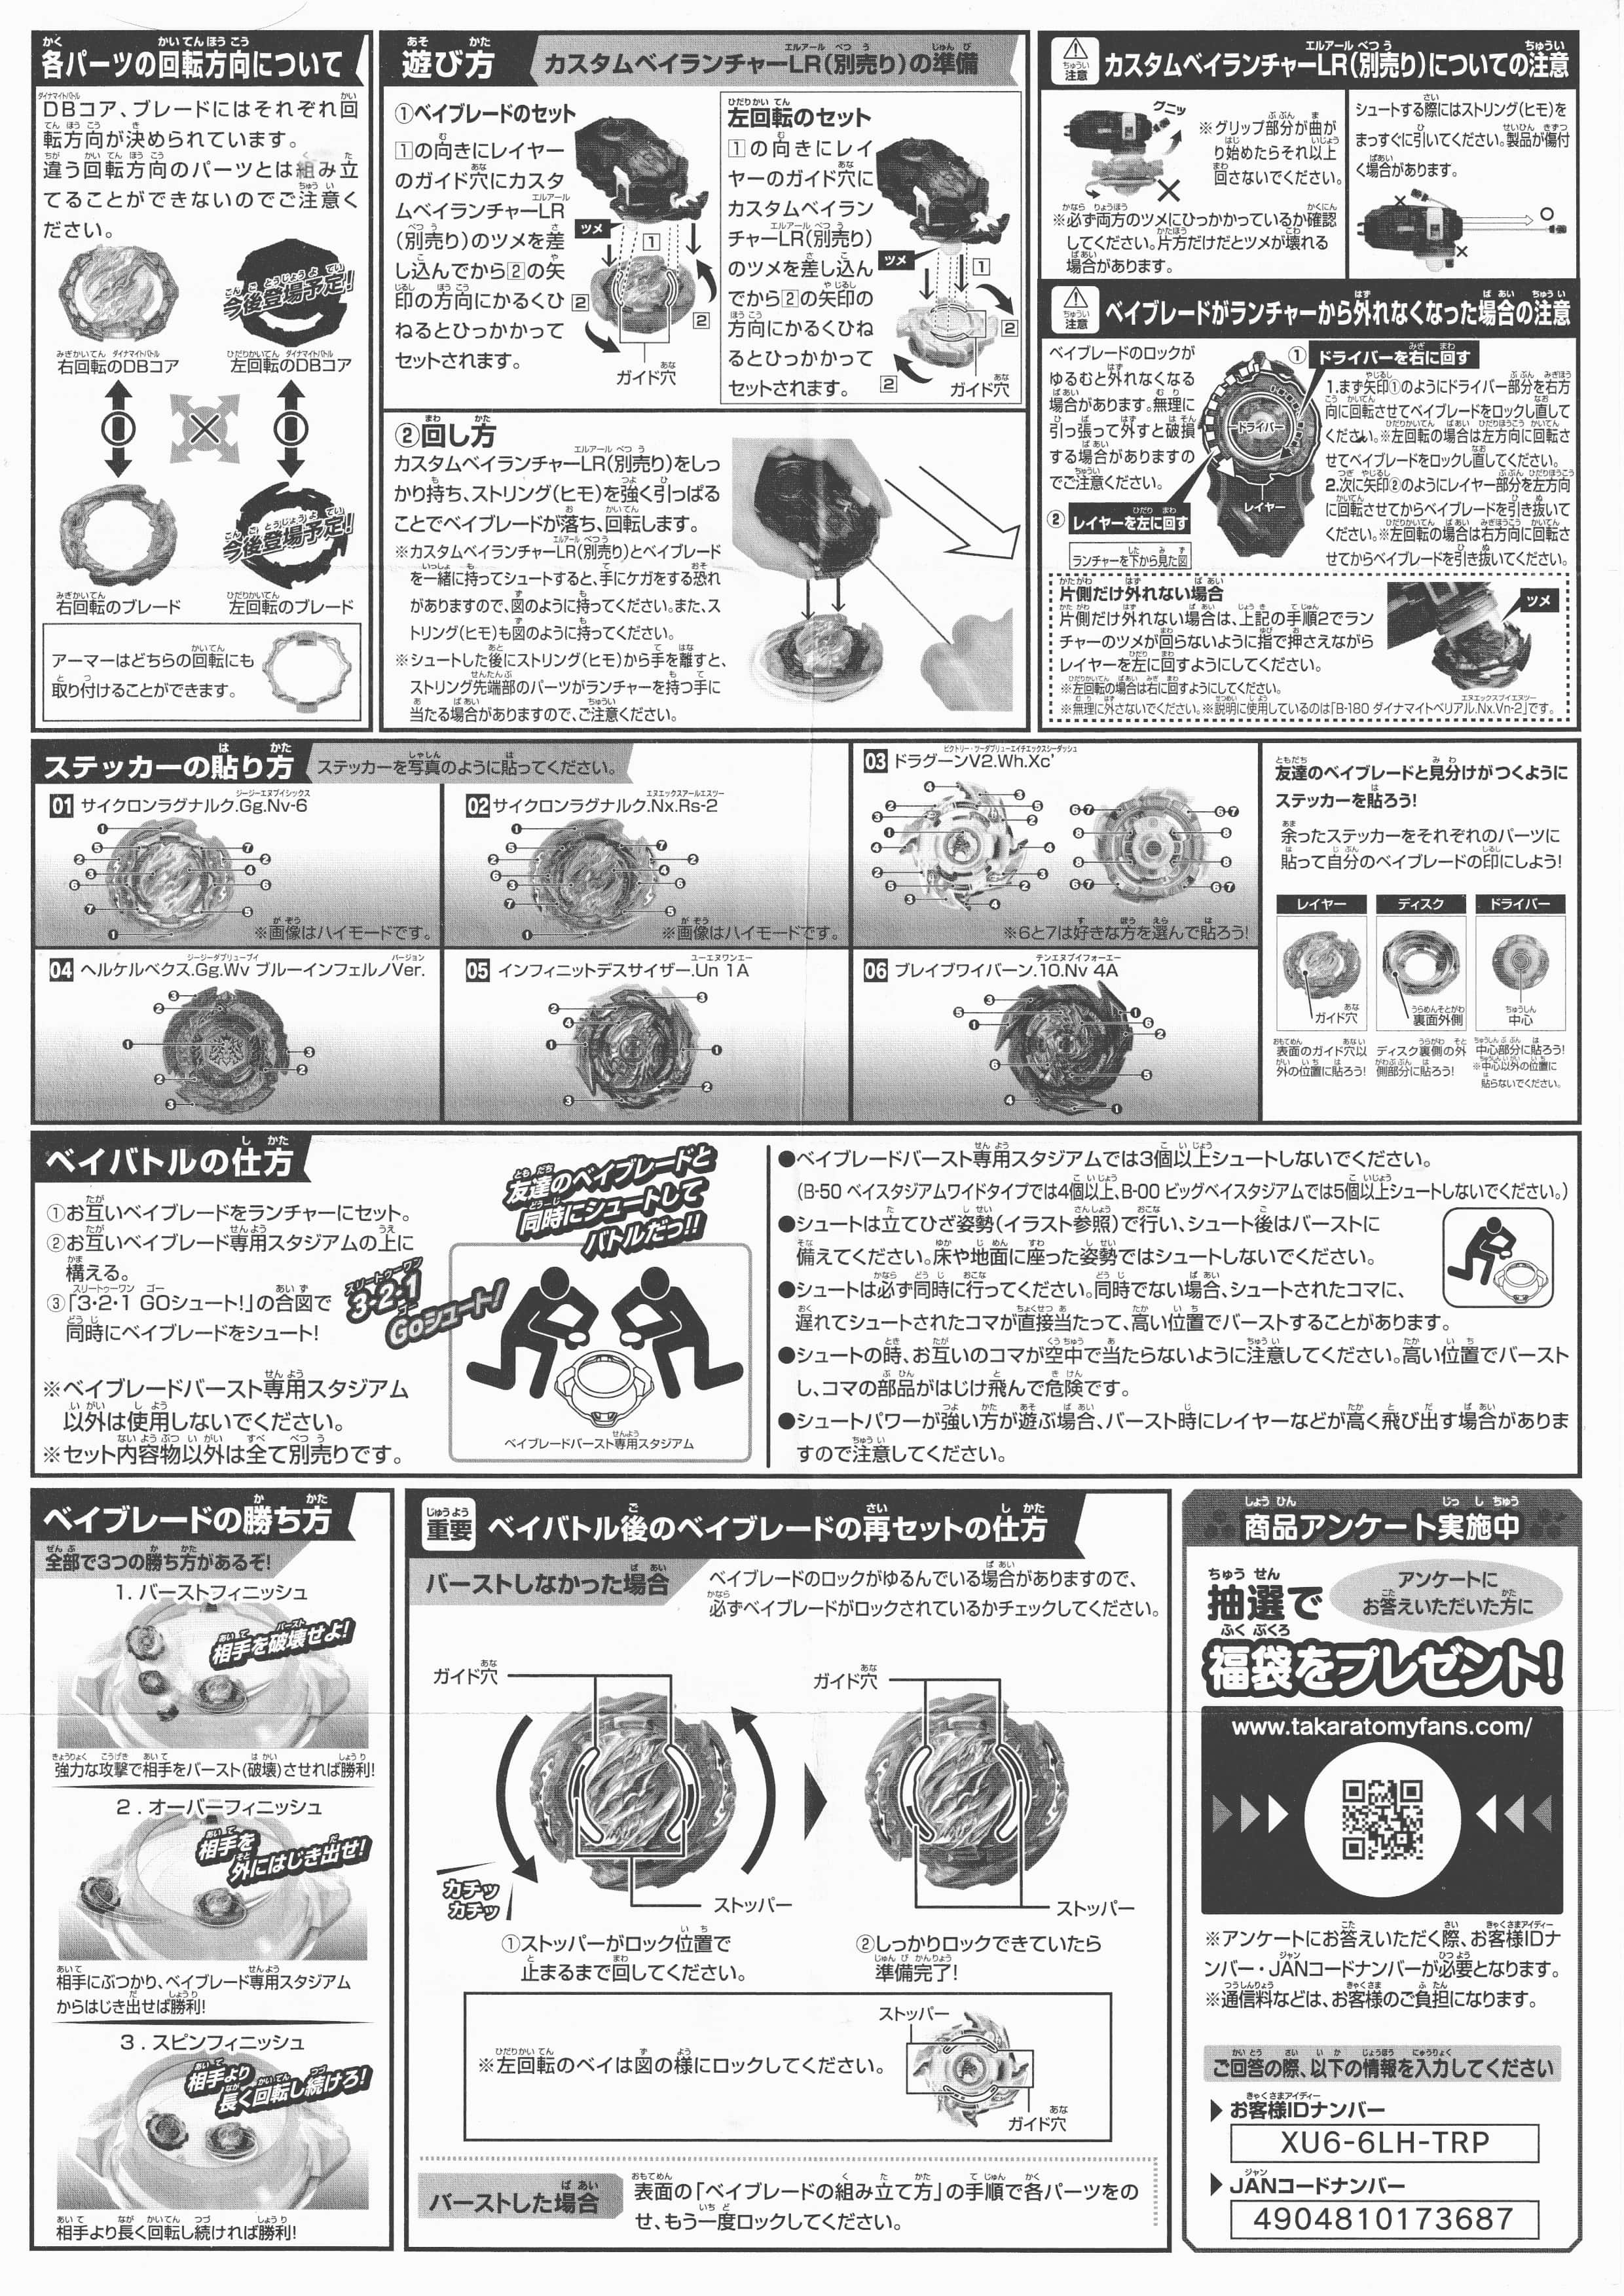 各パーツの回転方向について
DBコア、ブレードにはそれぞれ回
転方向が決められています。
違う回転方向のパーツとは組み立
てることができないのでご注意く
ださい。
今後登場予定!
右回転のDBコア
左回転のDBコア
今後登場予定!
右回転のブレード
左回転のブレード
アーマーはどちらの回転にも
取り付けることができます。
遊び方
カスタムベイランチャーLR(別売り)の準備
①ベイブレードのセット
1の向きにレイヤー
のガイド穴にカスタ
ムベイランチャーLR
(別売り)のツメを差
し込んでから2の矢
印の方向にかるくひ
ねるとひっかかって
セットされます。
ツメ
1
2
2
ガイド穴
左回転のセット
1の向きにレイ
ヤーのガイド穴に
カスタムベイラン
チャーLR(別売り)
のツメを差し込ん
でから2の矢印の
方向にかるくひね
るとひっかかって
セットされます。
ツメ
1
2
2
ガイド穴
②回し方
カスタムベイランチャーLR(別売り)をしっ
かり持ち、ストリング(ヒモ)を強く引っぱる
ことでベイブレードが落ち、回転します。
※カスタムベイランチャーLR(別売り)とベイブレード
を一緒に持ってシュートすると、手にケガをする恐れ
がありますので、図のように持ってください。また、ス
トリング(ヒモ)も図のように持ってください。
※シュートした後にストリング(ヒモ)から手を離すと、
ストリング先端部のパーツがランチャーを持つ手に
当たる場合がありますので、ご注意ください。
注意
カスタムベイランチャーLR(別売り)についての注意
クニッ
※グリップ部分が曲が
り始めたらそれ以上
回さないでください。
※必ず両方のツメにひっかかっているか確認
してください。片方だけだとツメが壊れる
場合があります。
シュートする際にはストリング(ヒモ)を
まっすぐに引いてください。製品が傷付
く場合があります。
注意
ベイブレードがランチャーから外れなくなった場合の注意
ベイブレードのロックが
ゆるむと外れなくなる
場合があります。無理に
引っ張って外すと破損
する場合がありますの
でご注意ください。
① ドライバーを右に回す
ドライバー
レイヤー
② レイヤーを左に回す
ランチャーを下から見た図
1.まず矢印①のようにドライバー部分を右方
向に回転させてベイブレードをロックし直して
ください。※左回転の場合は左方向に回転さ
せてベイブレードをロックし直してください。
2.次に矢印②のようにレイヤー部分を左方向
に回転させてからベイブレードを引き抜いて
ください。※左回転の場合は右方向に回転さ
せてからベイブレードを引き抜いてください。
片側だけ外れない場合
片側だけ外れない場合は、上記の手順2でラン
チャーのツメが回らないように指で押さえながら
レイヤーを左に回すようにしてください。
※左回転の場合は右に回すようにしてください。
※無理に外さないでください。※説明に使用しているのは「B-180 ダイナマイトベリアル.Nx.Vn-2」です。
ツメ
ステッカーの貼り方
ステッカーを写真のように貼ってください。
01 サイクロンラグナルク.Gg.Nv-6
※画像はハイモードです。
02 サイクロンラグナルク.Nx.Rs-2
※画像はハイモードです。
03 ドラグーンV2.Wh.Xc'
※6と7は好きな方を選んで貼ろう!
04 ヘルケルベクス.Gg.Wv ブルーインフェルノVer.
05 インフィニットデスサイザー.Un 1A
06 ブレイブワイバーン.10.Nv 4A
友達のベイブレードと見分けがつくように
ステッカーを貼ろう!
余ったステッカーをそれぞれのパーツに
貼って自分のベイブレードの印にしよう!
レイヤー
ディスク
ドライバー
ガイド穴
裏面外側
中心
表面のガイド穴以
外の位置に貼ろう!
ディスク裏側の外
側部分に貼ろう!
中心部分に貼ろう!
※中心以外の位置に
貼らないでください。
ベイバトルの仕方
①お互いベイブレードをランチャーにセット。
②お互いベイブレード専用スタジアムの上に
構える。
③「3・2・1 GOシュート!」の合図で
同時にベイブレードをシュート!
※ベイブレードバースト専用スタジアム
以外は使用しないでください。
※セット内容物以外は全て別売りです。
友達のベイブレードと
同時にシュートして
バトルだっ!!
3・2・1
Goシュート!
ベイブレードバースト専用スタジアム
●ベイブレードバースト専用スタジアムでは3個以上シュートしないでください。
(B-50 ベイスタジアムワイドタイプでは4個以上、B-00 ビッグベイスタジアムでは5個以上シュートしないでください。)
●シュートは立てひざ姿勢(イラスト参照)で行い、シュート後はバーストに
備えてください。床や地面に座った姿勢ではシュートしないでください。
●シュートは必ず同時に行ってください。同時でない場合、シュートされたコマに、
遅れてシュートされたコマが直接当たって、高い位置でバーストすることがあります。
●シュートの時、お互いのコマが空中で当たらないように注意してください。高い位置でバースト
し、コマの部品がはじけ飛んで危険です。
●シュートパワーが強い方が遊ぶ場合、バースト時にレイヤーなどが高く飛び出す場合がありま
すので注意してください。
ベイブレードの勝ち方
全部で3つの勝ち方があるぞ!
1. バーストフィニッシュ
相手を破壊せよ!
強力な攻撃で相手をバースト(破壊)させれば勝利!
2. オーバーフィニッシュ
相手を
外にはじき出せ!
相手にぶつかり、ベイブレード専用スタジアム
からはじき出せば勝利!
3. スピンフィニッシュ
相手より
長く回転し続けろ!
相手より長く回転し続ければ勝利!
重要
ベイバトル後のベイブレードの再セットの仕方
バーストしなかった場合
ベイブレードのロックがゆるんでいる場合がありますので、
必ずベイブレードがロックされているかチェックしてください。
ガイド穴
ガイド穴
カチッ
カチッ
ストッパー
ストッパー
①ストッパーがロック位置で
止まるまで回してください。
②しっかりロックできていたら
準備完了!
※左回転のベイは図の様にロックしてください。
ストッパー
ガイド穴
バーストした場合
表面の「ベイブレードの組み立て方」の手順で各パーツをの
せ、もう一度ロックしてください。
商品アンケート実施中
抽選で
アンケートに
お答えいただいた方に
福袋をプレゼント!
www.takaratomyfans.com/
※アンケートにお答えいただく際、お客様IDナ
ンバー・JANコードナンバーが必要となります。
※通信料などは、お客様のご負担になります。
ご回答の際、以下の情報を入力してください
お客様IDナンバー
XU6-6LH-TRP
JANコードナンバー
4904810173687